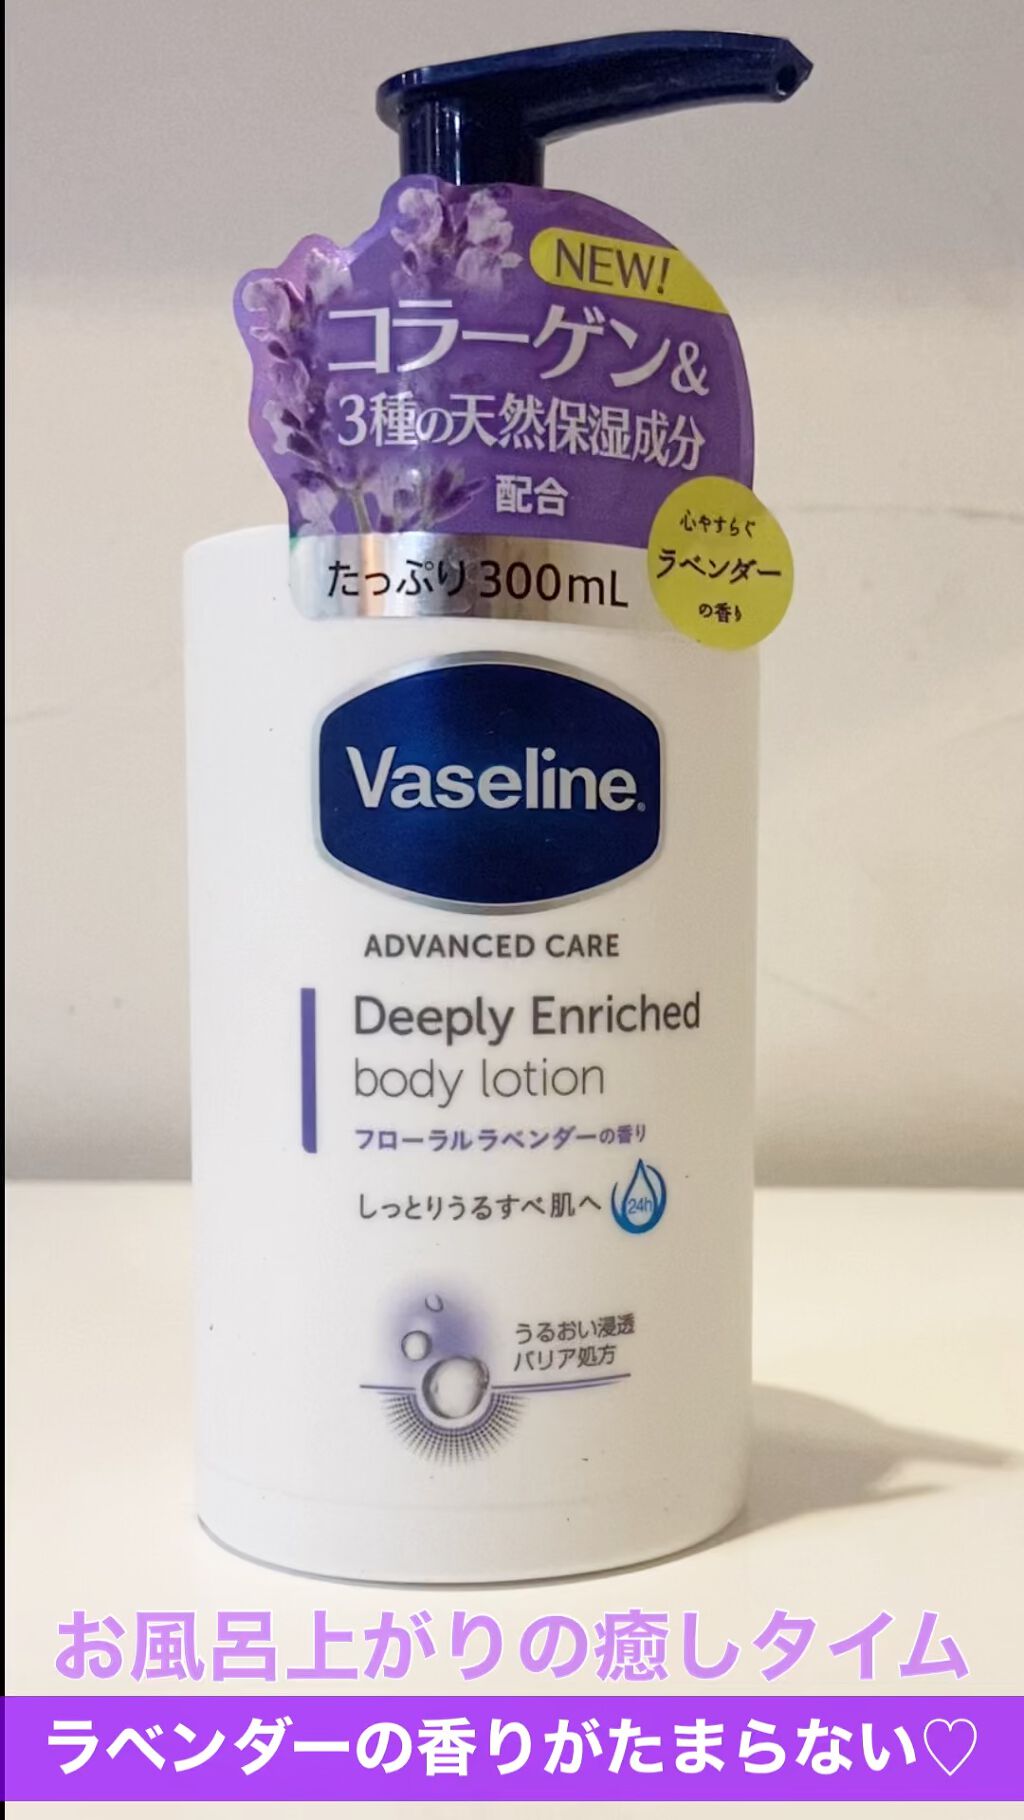 NEW!
コラーゲン&
3種の天然保湿成分
配合
心やすらぐ
ラベンダー
の香り
たっぷり300mL
Vaseline®
ADVANCED CARE
Deeply Enriched
body lotion
フローラルラベンダーの香り
しっとりうるすべ肌へ
24h
うるおい浸透
バリア処方
お風呂上がりの癒しタイム
ラベンダーの香りがたまらない♡